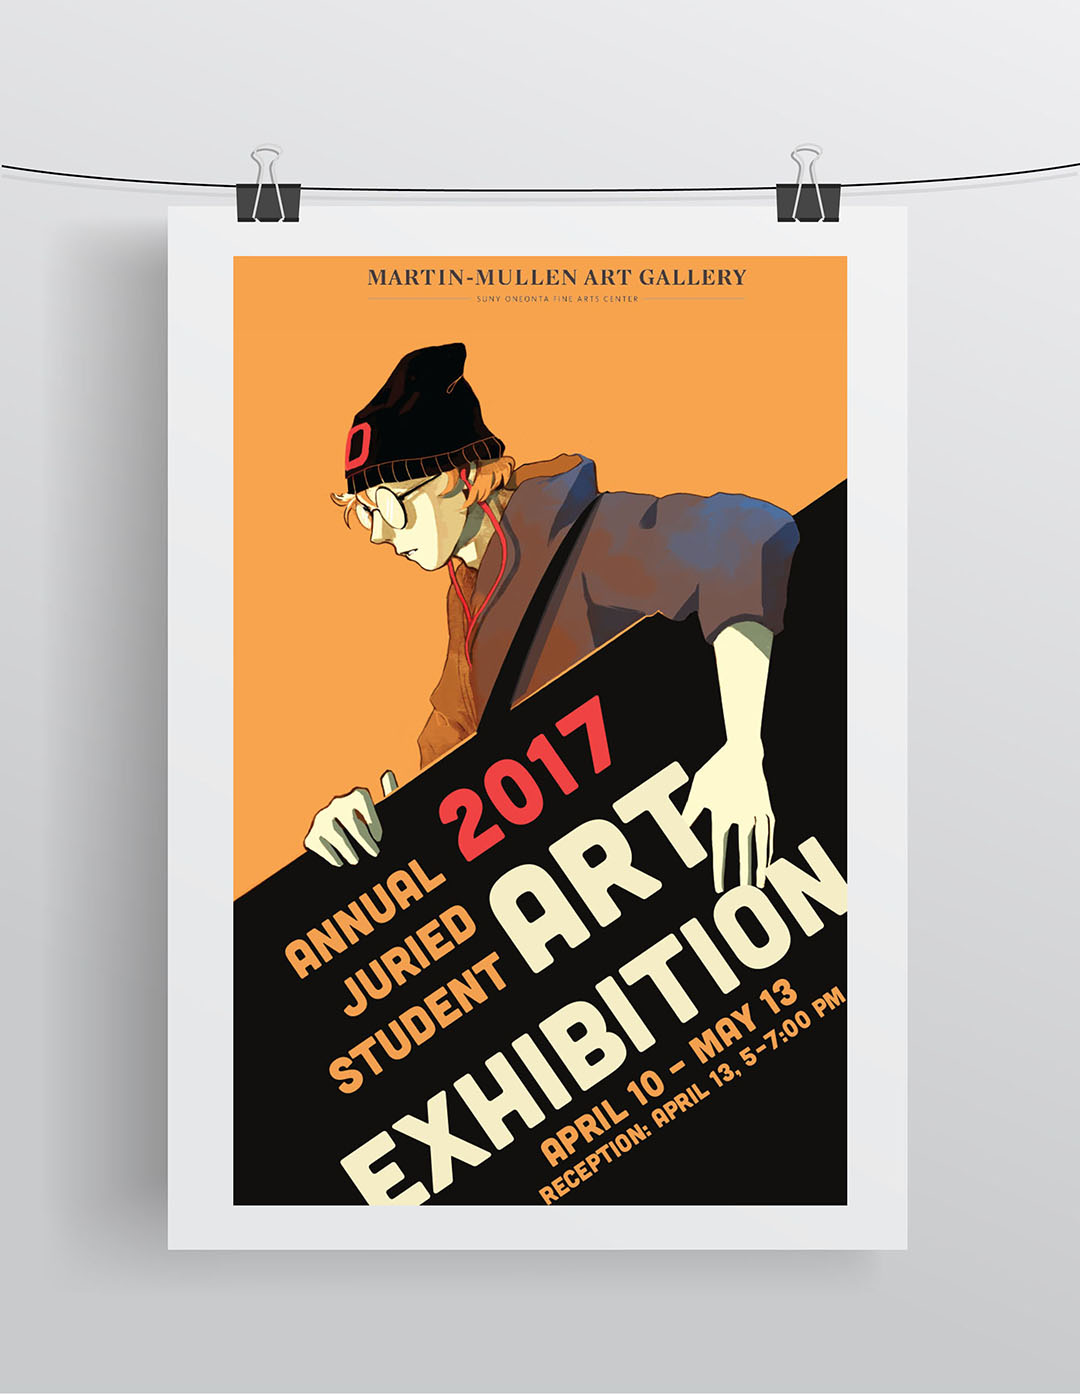 MARTIN-MULLEN ART GALLERY
SUNY ONEONTA FINE ARTS CENTER
O
2017
ANNUAL
JURIED
STUDENT
ART
EXHIBITION
APRIL 10 - MAY 13
RECEPTION: APRIL 13, 5-7:00 PM